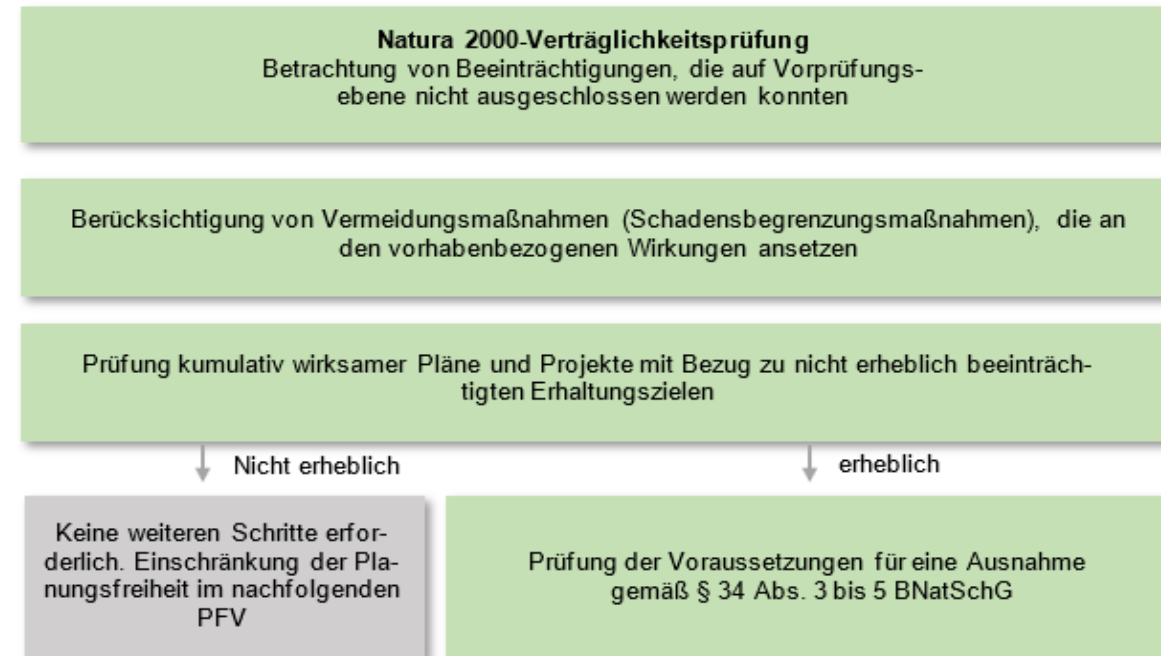 Natura 2000-Verträglichkeitsprüfung
Betrachtung von Beeinträchtigungen, die auf Vorprüfungs-
ebene nicht ausgeschlossen werden konnten
Berücksichtigung von Vermeidungsmaßnahmen (Schadensbegrenzungsmaßnahmen), die an
den vorhabenbezogenen Wirkungen ansetzen
Prüfung kumulativ wirksamer Pläne und Projekte mit Bezug zu nicht erheblich beeinträch-
tigten Erhaltungszielen
Nicht erheblich
erheblich
Keine weiteren Schritte erfor-
derlich. Einschränkung der Pla-
nungsfreiheit im nachfolgenden
PFV
Prüfung der Voraussetzungen für eine Ausnahme
gemäß § 34 Abs. 3 bis 5 BNatSchG